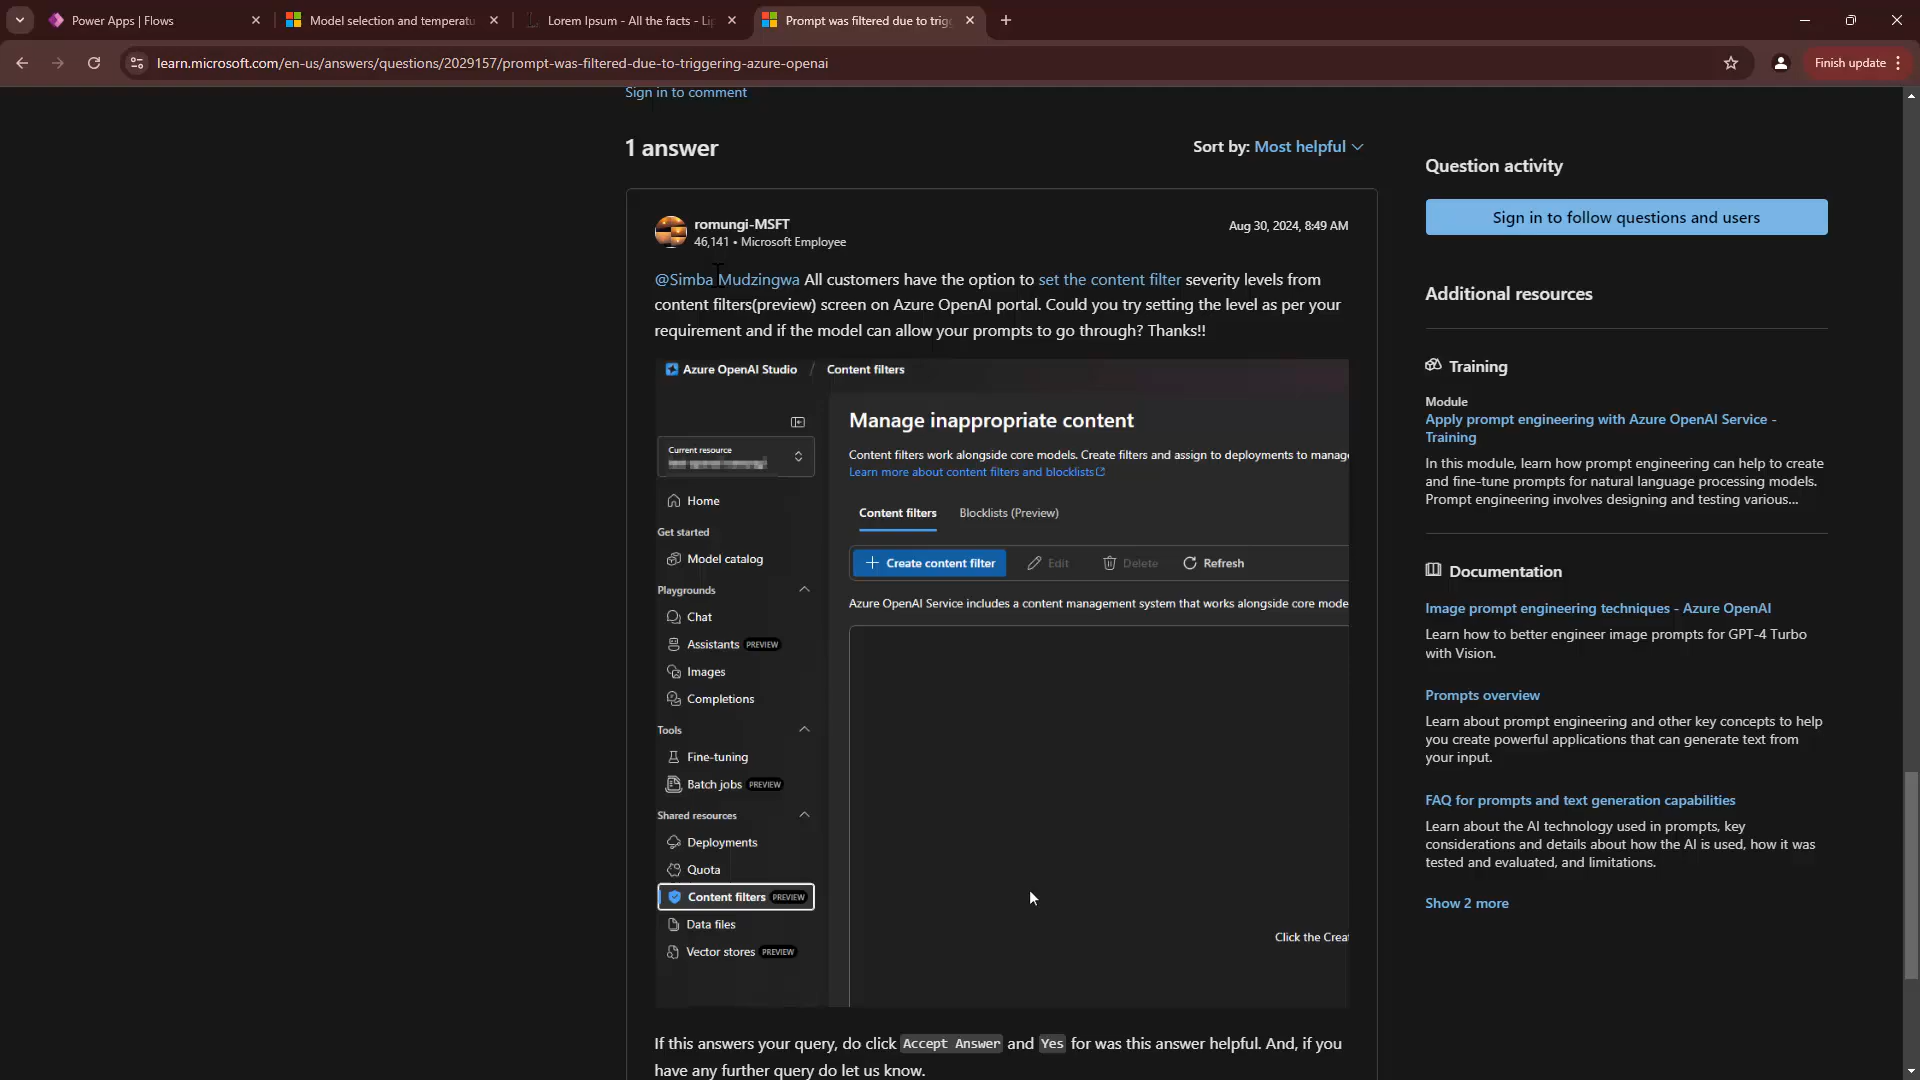 Power Apps | Flows
Model selection and temperatu
Lorem Ipsum - All the facts - Li
Prompt was filtered due to trigg
learn.microsoft.com/en-us/answers/questions/2029157/prompt-was-filtered-due-to-triggering-azure-openai
Finish update
Sign in to comment
1 answer
Sort by: Most helpful
romungi-MSFT
46,141 • Microsoft Employee
Aug 30, 2024, 8:49 AM
@Simba Mudzingwa All customers have the option to set the content filter severity levels from
content filters(preview) screen on Azure OpenAI portal. Could you try setting the level as per your
requirement and if the model can allow your prompts to go through? Thanks!!
Azure OpenAI Studio / Content filters
Current resource
Home
Get started
Model catalog
Playgrounds
Chat
Assistants PREVIEW
Images
Completions
Tools
Fine-tuning
Batch jobs PREVIEW
Shared resources
Deployments
Quota
Content filters PREVIEW
Data files
Vector stores PREVIEW
Manage inappropriate content
Content filters work alongside core models. Create filters and assign to deployments to manage
Learn more about content filters and blocklists
Content filters
Blocklists (Preview)
Create content filter
Edit
Delete
Refresh
Azure OpenAI Service includes a content management system that works alongside core mode
Click the Crea
If this answers your query, do click Accept Answer and Yes for was this answer helpful. And, if you
have any further query do let us know.
Question activity
Sign in to follow questions and users
Additional resources
Training
Module
Apply prompt engineering with Azure OpenAI Service -
Training
In this module, learn how prompt engineering can help to create
and fine-tune prompts for natural language processing models.
Prompt engineering involves designing and testing various...
Documentation
Image prompt engineering techniques - Azure OpenAI
Learn how to better engineer image prompts for GPT-4 Turbo
with Vision.
Prompts overview
Learn about prompt engineering and other key concepts to help
you create powerful applications that can generate text from
your input.
FAQ for prompts and text generation capabilities
Learn about the AI technology used in prompts, key
considerations and details about how the AI is used, how it was
tested and evaluated, and limitations.
Show 2 more